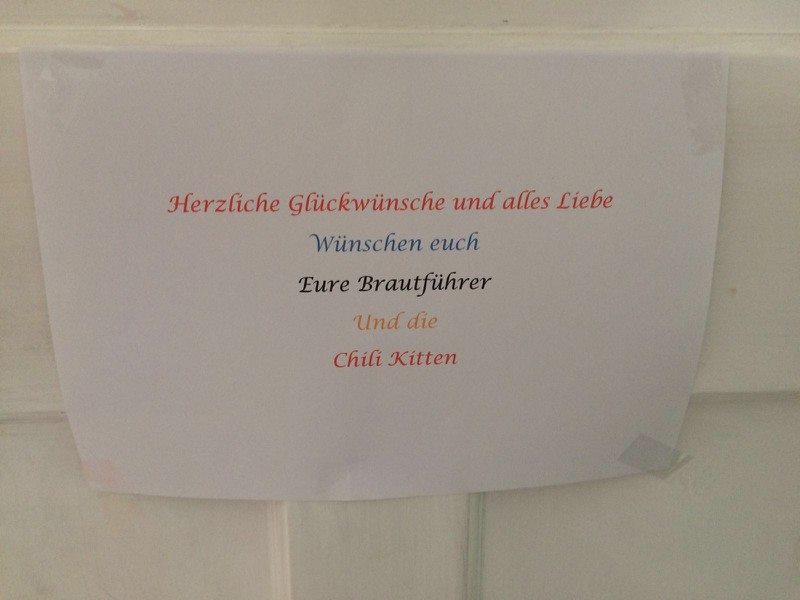 Herzliche Glückwünsche und alles Liebe
Wünschen euch
Eure Brautführer
Und die
Chili Kitten